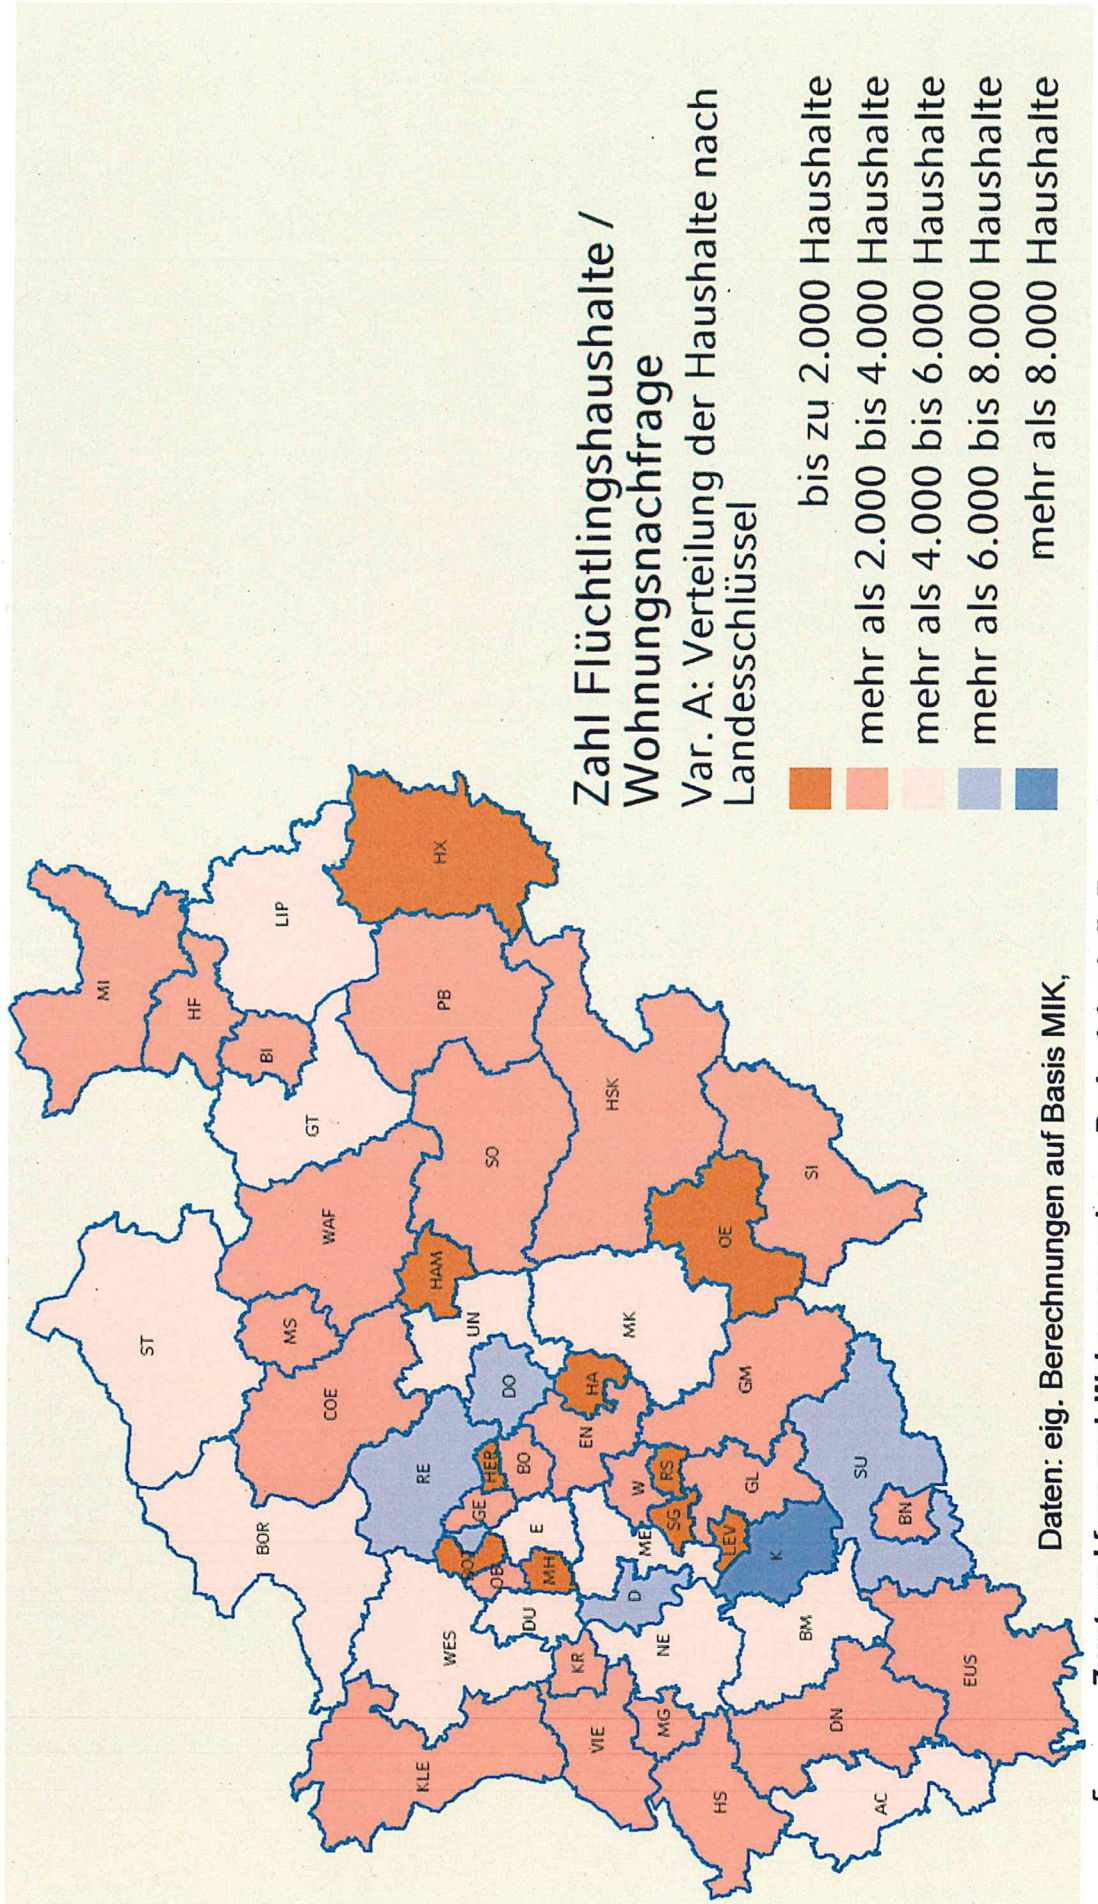 Zahl Flüchtlingshaushalte /
Wohnungsnachfrage
Var. A: Verteilung der Haushalte nach
Landesschlüssel
bis zu 2.000 Haushalte
mehr als 2.000 bis 4.000 Haushalte
mehr als 4.000 bis 6.000 Haushalte
mehr als 6.000 bis 8.000 Haushalte
mehr als 8.000 Haushalte
MI
HF
BI
LIP
HX
ST
GT
PB
WAF
MS
BOR
COE
SO
HAM
UN
HSK
RE
DO
HER
BO
GE
E
OB
MH
DU
WES
KLE
KR
VIE
MG
NE
D
ME
W
EN
HA
MK
OE
SI
GM
RS
SG
LEV
GL
K
SU
BN
BM
HS
DN
AC
EUS
Daten: eig. Berechnungen auf Basis MIK,